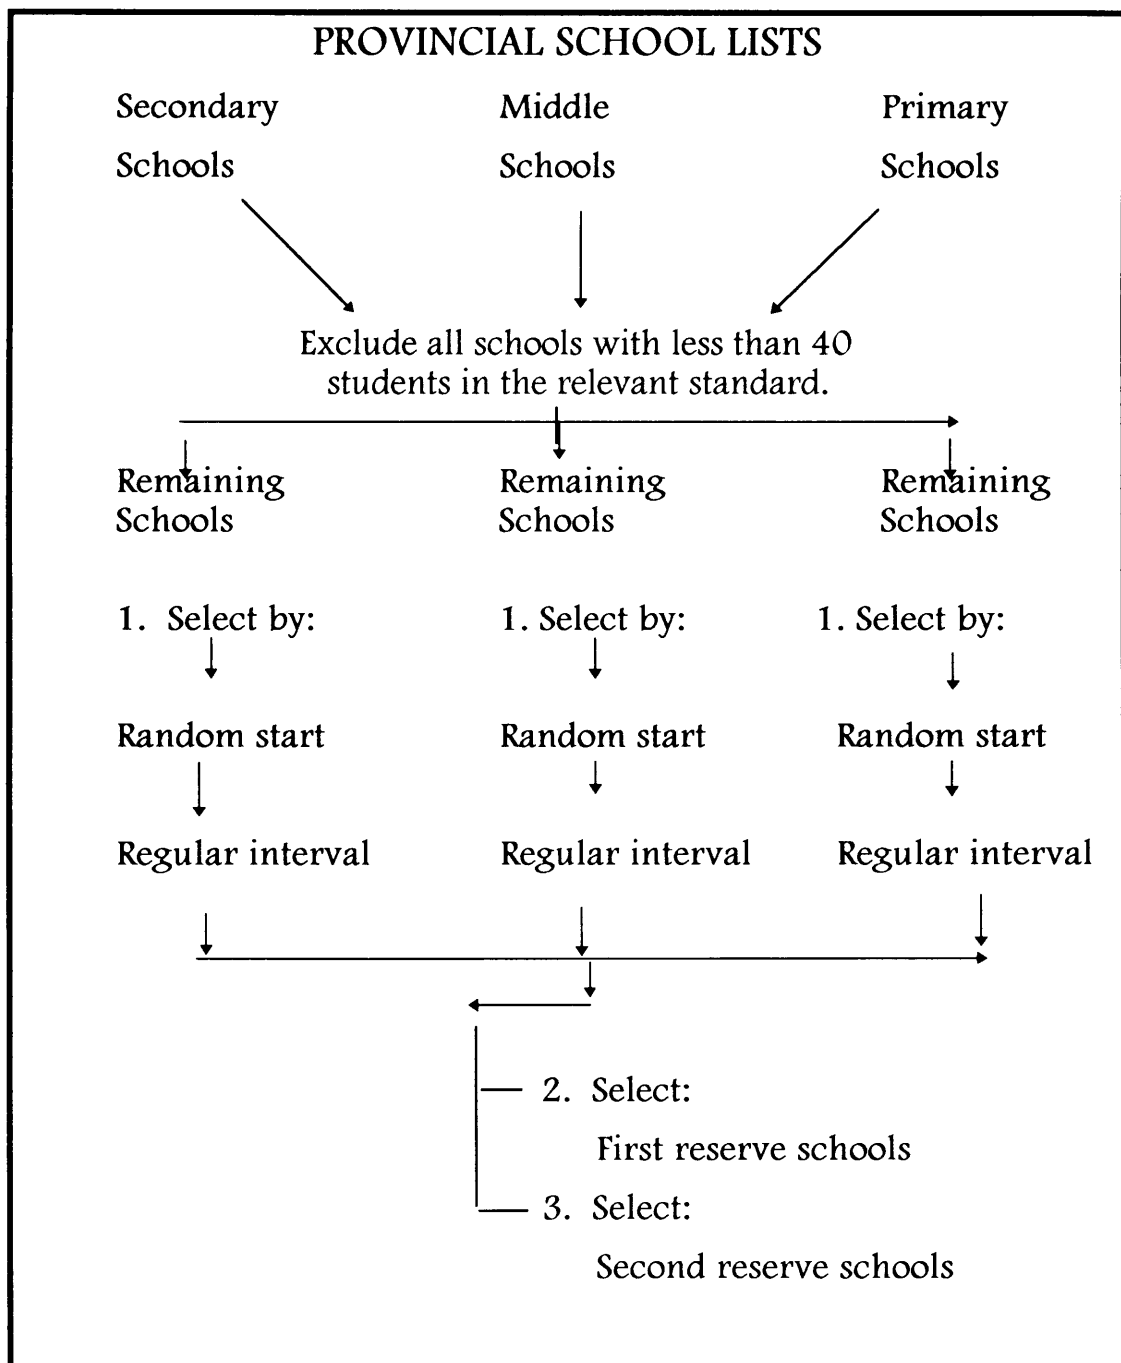 PROVINCIAL SCHOOL LISTS
Secondary Middle Primary
Schools Schools Schools
Exclude all schools with less than 40
students in the relevant standard.
Remaining Remaining Remaining
Schools Schools Schools
1. Select by: 1. Select by: 1. Select by:
Random start Random start Random start
Regular interval Regular interval Regular interval
2. Select:
First reserve schools
3. Select:
Second reserve schools